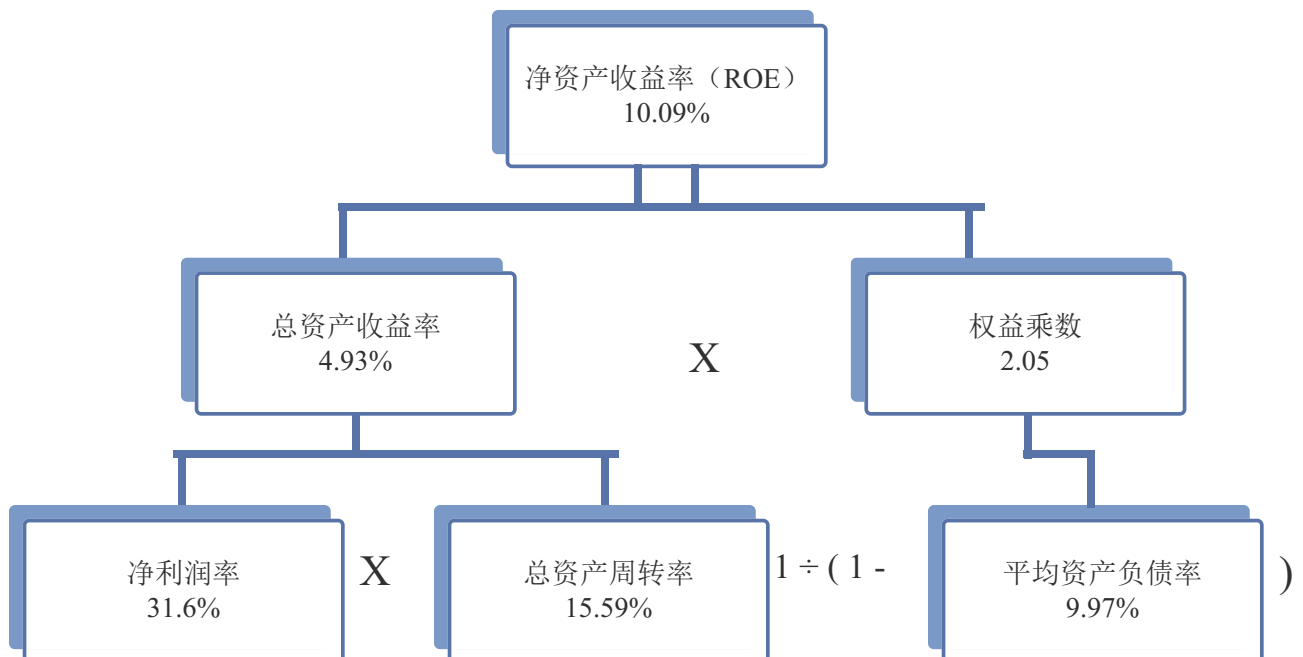 净资产收益率（ROE）
10.09%
总资产收益率
4.93%
X
权益乘数
2.05
净利润率
31.6%
X
总资产周转率
15.59%
1 ÷ ( 1 -
平均资产负债率
9.97%
)